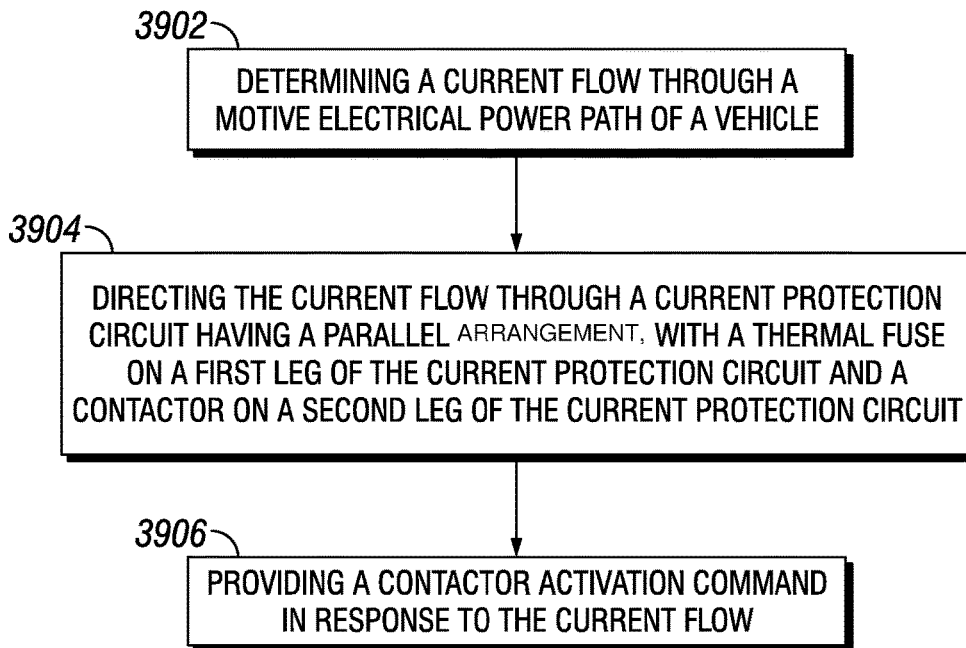 3902
DETERMINING A CURRENT FLOW THROUGH A
MOTIVE ELECTRICAL POWER PATH OF A VEHICLE
3904
DIRECTING THE CURRENT FLOW THROUGH A CURRENT PROTECTION
CIRCUIT HAVING A PARALLEL ARRANGEMENT, WITH A THERMAL FUSE
ON A FIRST LEG OF THE CURRENT PROTECTION CIRCUIT AND A
CONTACTOR ON A SECOND LEG OF THE CURRENT PROTECTION CIRCUIT
3906
PROVIDING A CONTACTOR ACTIVATION COMMAND
IN RESPONSE TO THE CURRENT FLOW